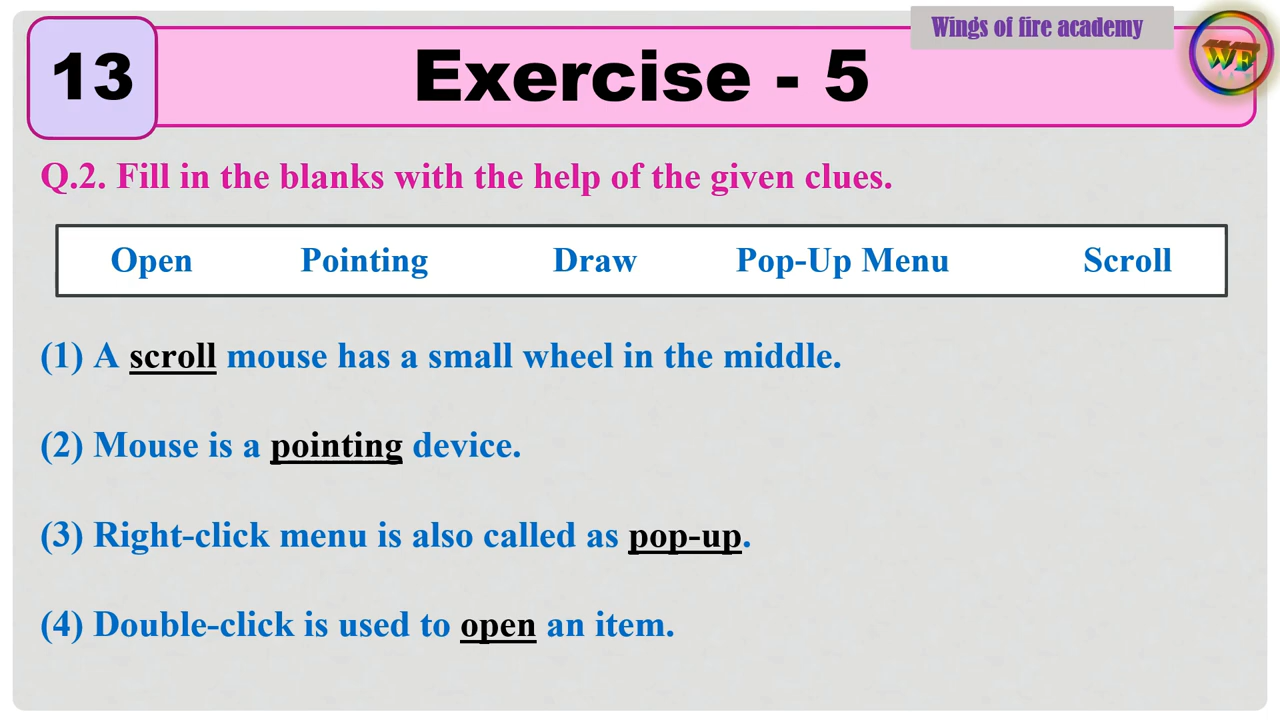 Wings of fire academy
WF
13
Exercise - 5
Q.2. Fill in the blanks with the help of the given clues.
Open Pointing Draw Pop-Up Menu Scroll
(1) A scroll mouse has a small wheel in the middle.
(2) Mouse is a pointing device.
(3) Right-click menu is also called as pop-up.
(4) Double-click is used to open an item.